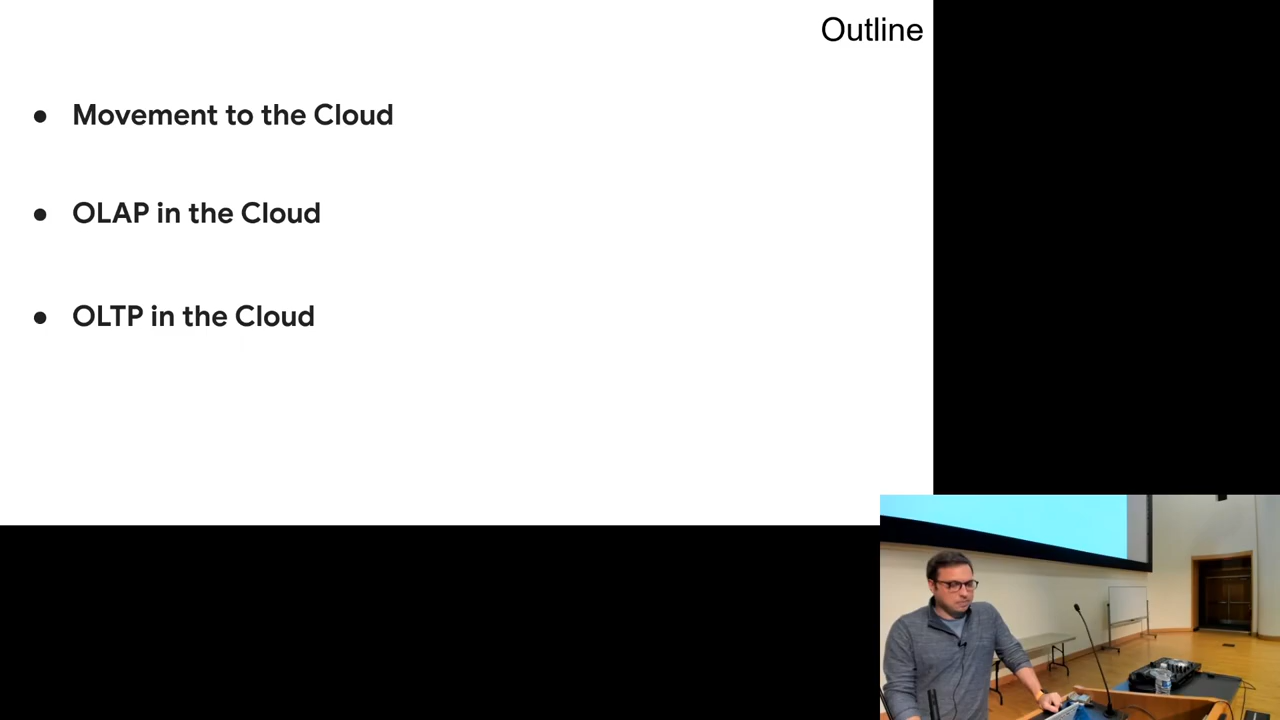 Outline
● Movement to the Cloud
● OLAP in the Cloud
● OLTP in the Cloud